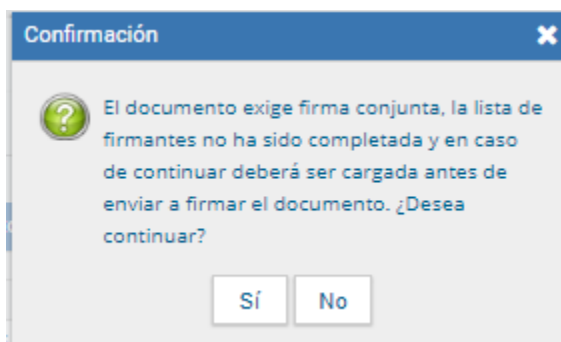 Confirmación
El documento exige firma conjunta, la lista de
firmantes no ha sido completada y en caso
de continuar deberá ser cargada antes de
enviar a firmar el documento. ¿Desea
continuar?
Sí No